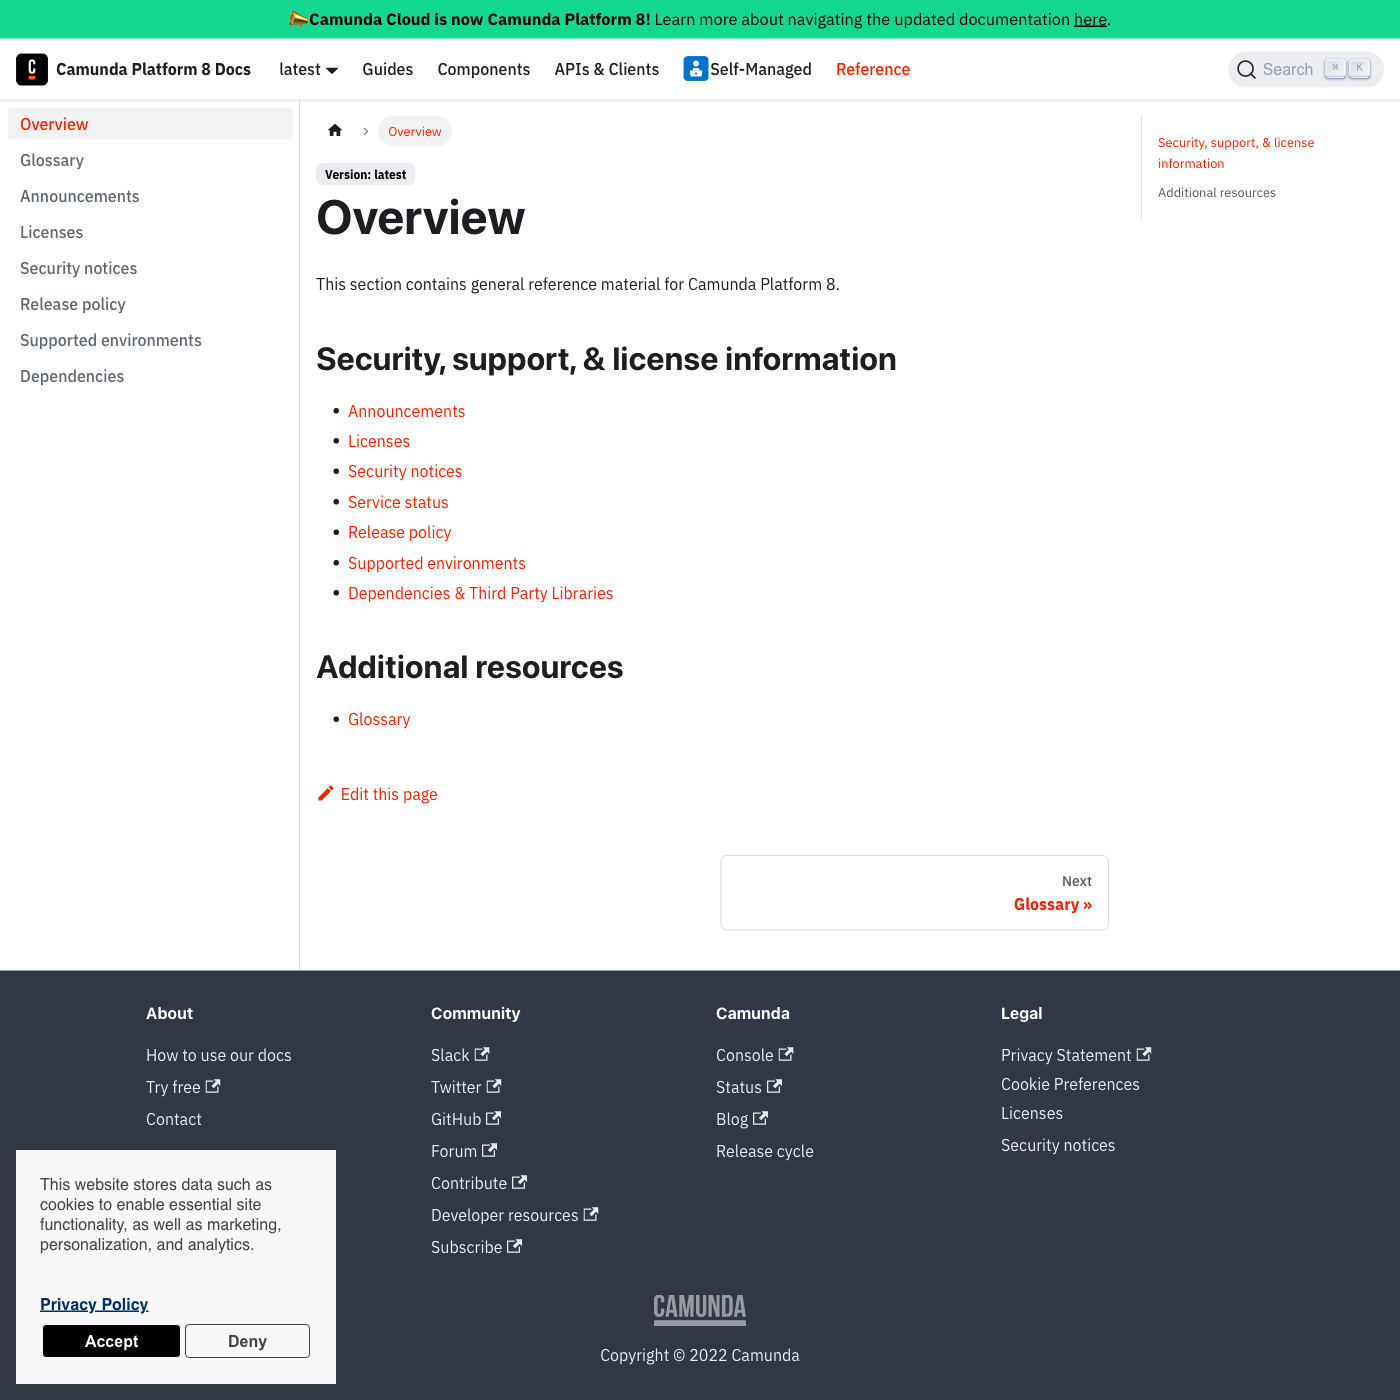 Camunda Cloud is now Camunda Platform 8! Learn more about navigating the updated documentation here.
Camunda Platform 8 Docs latest Guides Components APIs & Clients Self-Managed Reference Search ⌘ K
Overview
Glossary
Announcements
Licenses
Security notices
Release policy
Supported environments
Dependencies
Overview
Version: latest
Overview
This section contains general reference material for Camunda Platform 8.
Security, support, & license information
Announcements
Licenses
Security notices
Service status
Release policy
Supported environments
Dependencies & Third Party Libraries
Additional resources
Glossary
Edit this page
Next
Glossary »
Security, support, & license
information
Additional resources
About
How to use our docs
Try free
Contact
Community
Slack
Twitter
GitHub
Forum
Contribute
Developer resources
Subscribe
Camunda
Console
Status
Blog
Release cycle
Legal
Privacy Statement
Cookie Preferences
Licenses
Security notices
CAMUNDA
Copyright © 2022 Camunda
This website stores data such as
cookies to enable essential site
functionality, as well as marketing,
personalization, and analytics.
Privacy Policy
Accept Deny